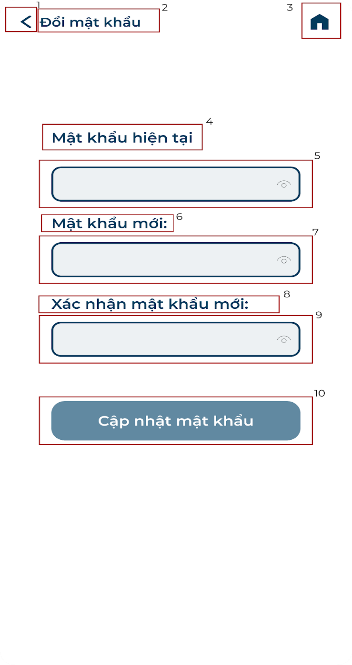 1
Đổi mật khẩu
2
3
4
Mật khẩu hiện tại
5
6
Mật khẩu mới:
7
8
Xác nhận mật khẩu mới:
9
10
Cập nhật mật khẩu